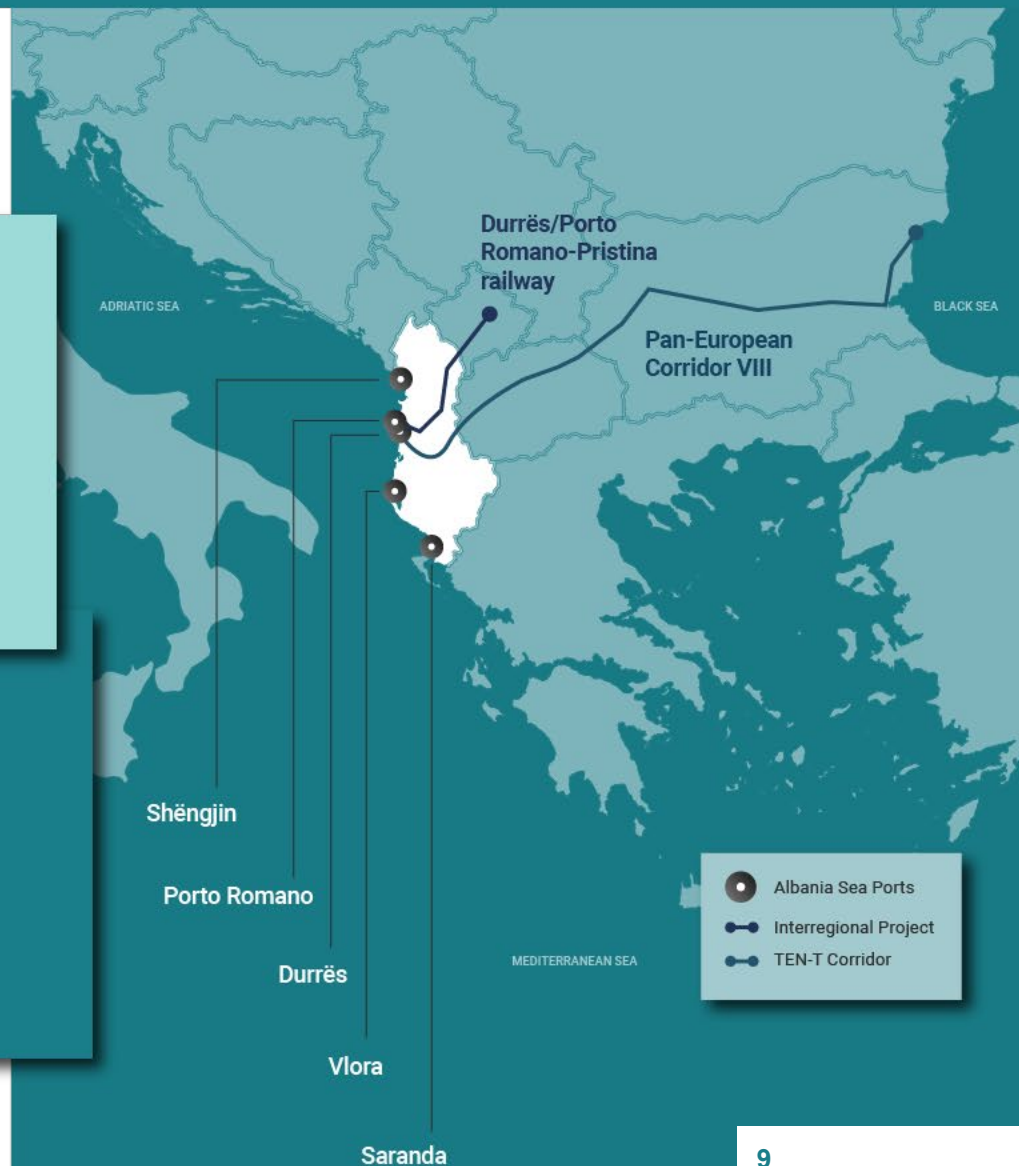 Durrës/Porto
Romano-Pristina
railway
ADRIATIC SEA
BLACK SEA
Pan-European
Corridor VIII
Shëngjin
Porto Romano
Durrës
Vlora
Saranda
MEDITERRANEAN SEA
Albania Sea Ports
Interregional Project
TEN-T Corridor
9